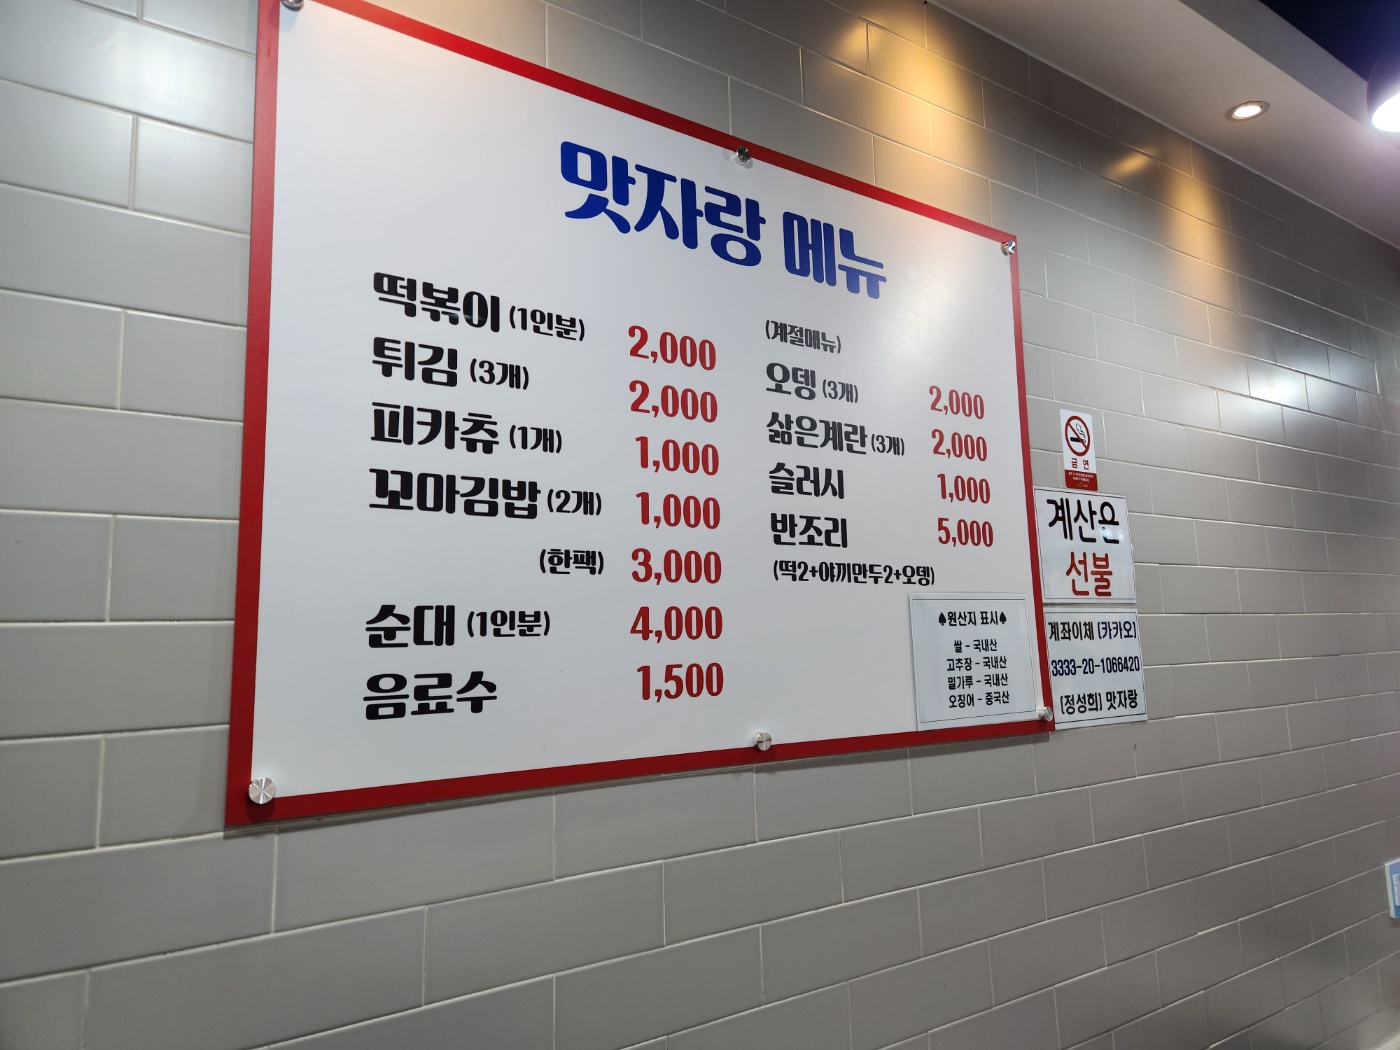 맛자랑 메뉴
떡볶이 (1인분) 2,000
튀김 (3개) 2,000
피카츄 (1개) 1,000
꼬마김밥 (2개) 1,000
(한팩) 3,000
순대 (1인분) 4,000
음료수 1,500
(계절메뉴)
오뎅 (3개) 2,000
삶은계란 (3개) 2,000
슬러시 1,000
반조리 5,000
(떡2+야끼만두2+오뎅)
♠원산지 표시♠
쌀 - 국내산
고추장 - 국내산
밀가루 - 국내산
오징어 - 중국산
금연
계산은
선불
계좌이체 [카카오]
3333-20-1066420
[정성희] 맛자랑